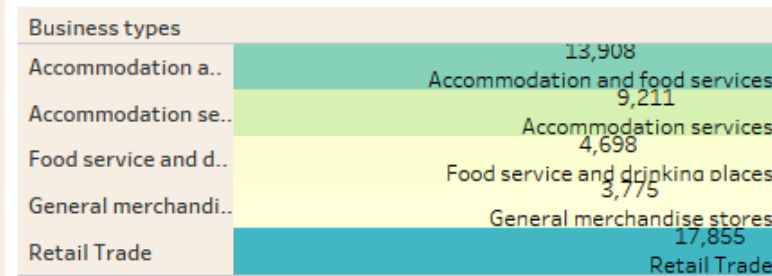 Business types
Accommodation a..
13,908
Accommodation and food services
Accommodation se..
9,211
Accommodation services
Food service and d..
4,698
Food service and drinking places
General merchandi..
3,775
General merchandise stores
Retail Trade
17,855
Retail Trade